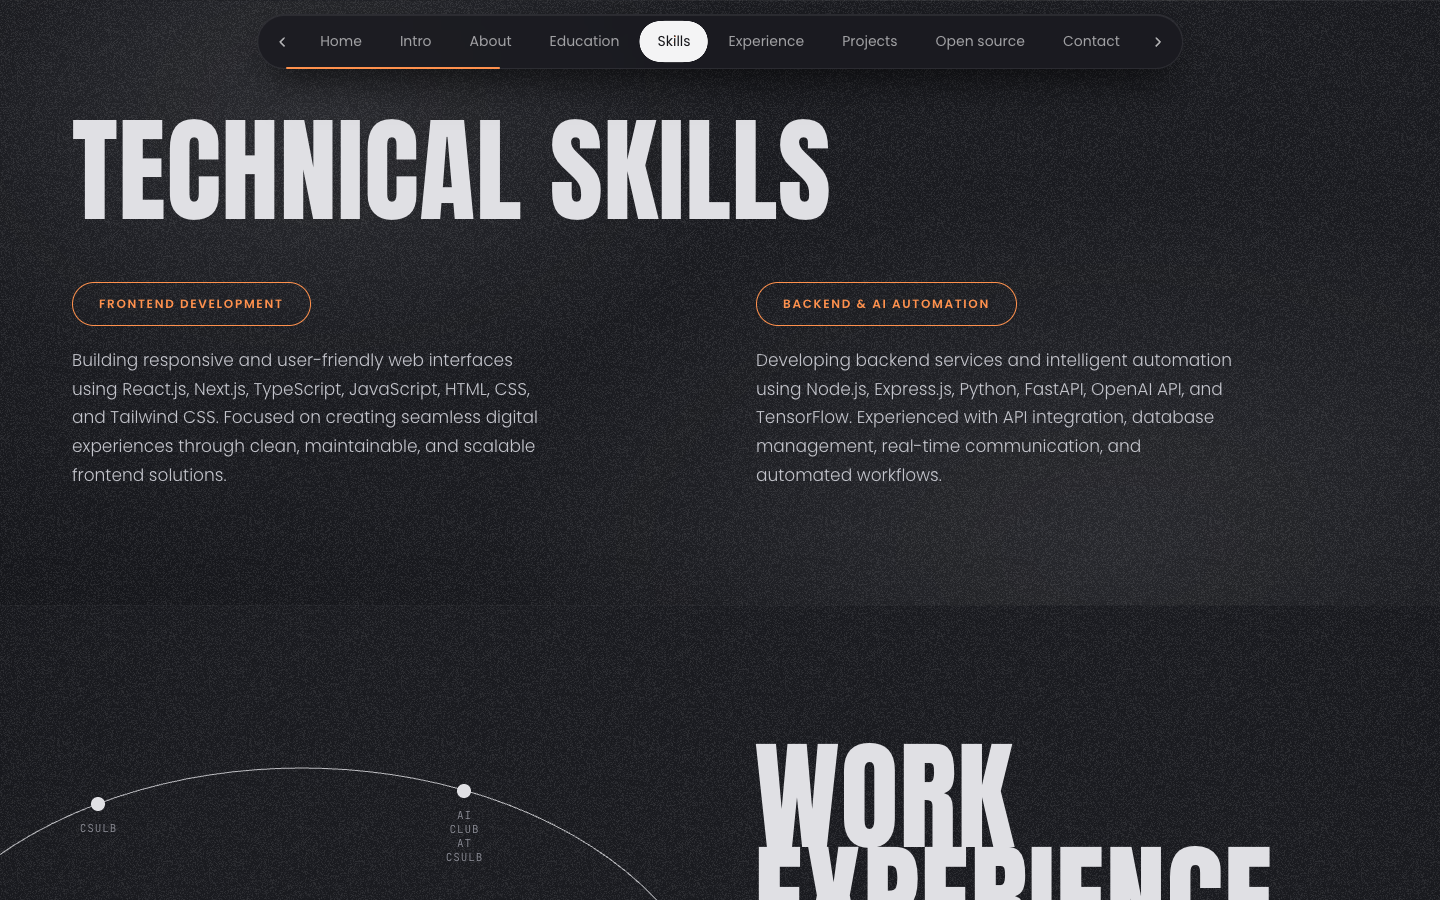 Home Intro About Education Skills Experience Projects Open source Contact
TECHNICAL SKILLS
FRONTEND DEVELOPMENT
Building responsive and user-friendly web interfaces
using React.js, Next.js, TypeScript, JavaScript, HTML, CSS,
and Tailwind CSS. Focused on creating seamless digital
experiences through clean, maintainable, and scalable
frontend solutions.
BACKEND & AI AUTOMATION
Developing backend services and intelligent automation
using Node.js, Express.js, Python, FastAPI, OpenAI API, and
TensorFlow. Experienced with API integration, database
management, real-time communication, and
automated workflows.
CSULB
AI
CLUB
AT
CSULB
WORK
EXPERIENCE